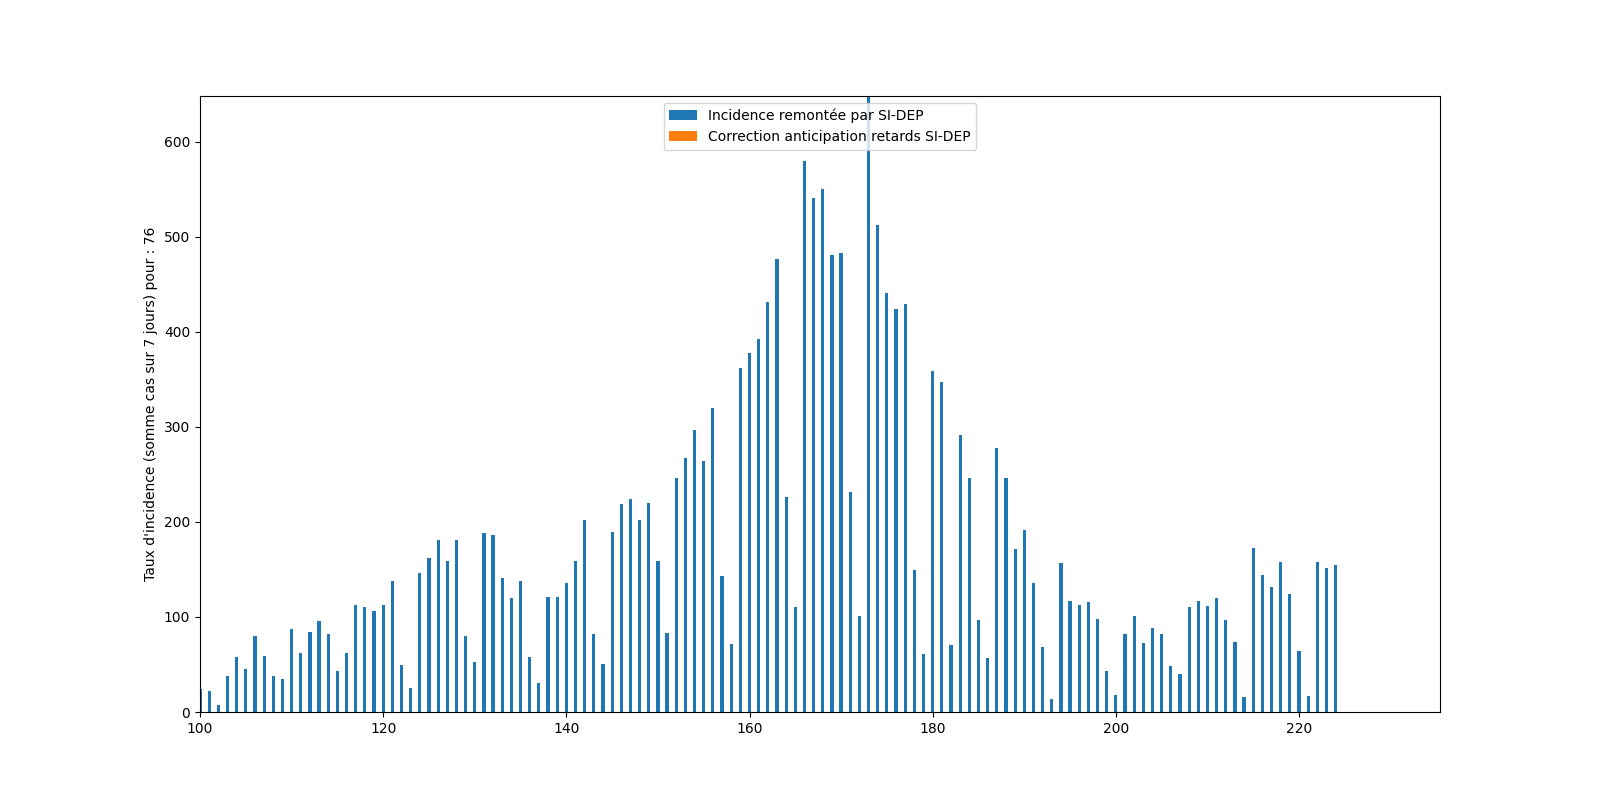 Incidence remontée par SI-DEP
Correction anticipation retards SI-DEP
Taux d'incidence (somme cas sur 7 jours) pour : 76
600
500
400
300
200
100
0
100 120 140 160 180 200 220